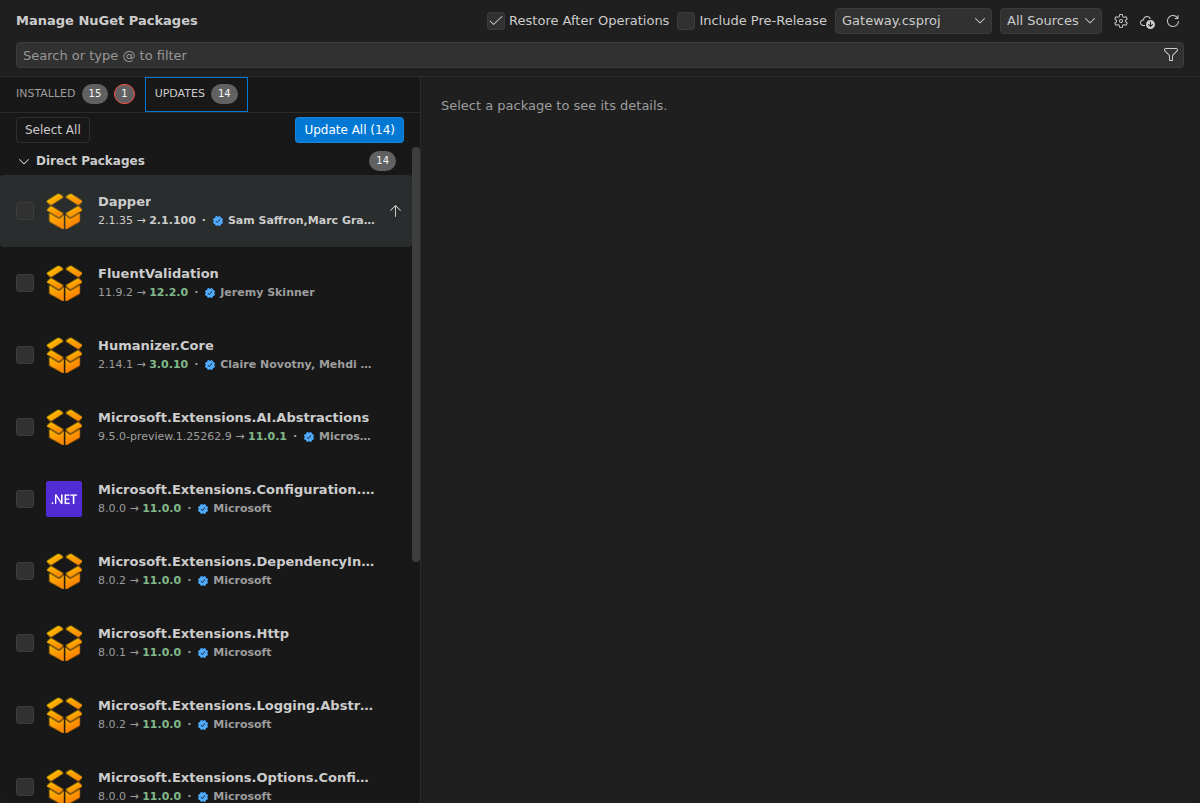 Manage NuGet Packages
Restore After Operations
Include Pre-Release
Gateway.csproj
All Sources
Search or type @ to filter
INSTALLED 15 1 UPDATES 14
Select a package to see its details.
Select All
Update All (14)
Direct Packages 14
Dapper
2.1.35 → 2.1.100 · Sam Saffron,Marc Gra...
FluentValidation
11.9.2 → 12.2.0 · Jeremy Skinner
Humanizer.Core
2.14.1 → 3.0.10 · Claire Novotny, Mehdi ...
Microsoft.Extensions.AI.Abstractions
9.5.0-preview.1.25262.9 → 11.0.1 · Micros...
.NET
Microsoft.Extensions.Configuration....
8.0.0 → 11.0.0 · Microsoft
Microsoft.Extensions.DependencyIn...
8.0.2 → 11.0.0 · Microsoft
Microsoft.Extensions.Http
8.0.1 → 11.0.0 · Microsoft
Microsoft.Extensions.Logging.Abstr...
8.0.2 → 11.0.0 · Microsoft
Microsoft.Extensions.Options.Confi...
8.0.0 → 11.0.0 · Microsoft